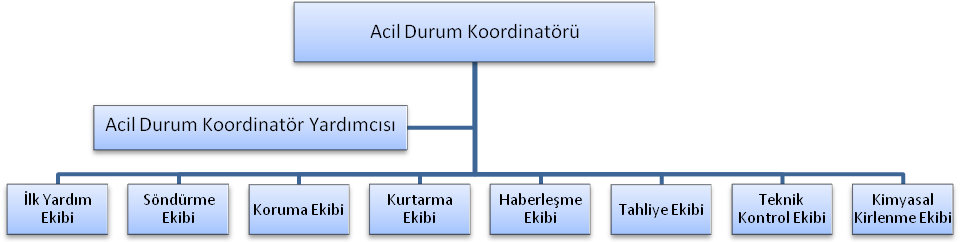 Acil Durum Koordinatörü
Acil Durum Koordinatör Yardımcısı
İlk Yardım
Ekibi
Söndürme
Ekibi
Koruma Ekibi
Kurtarma
Ekibi
Haberleşme
Ekibi
Tahliye Ekibi
Teknik
Kontrol Ekibi
Kimyasal
Kirlenme Ekibi